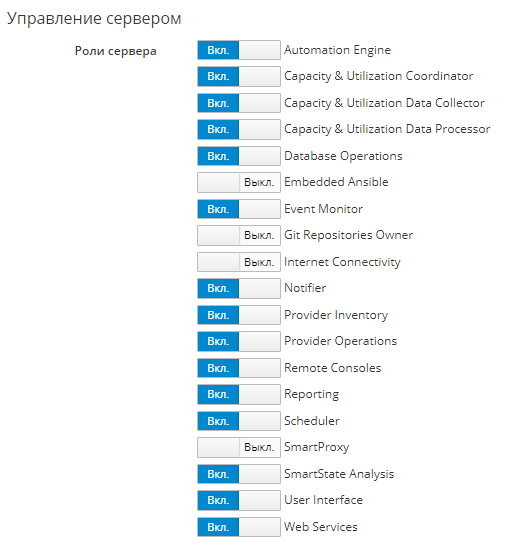 Управление сервером
Роли сервера Вкл. Automation Engine
Вкл. Capacity & Utilization Coordinator
Вкл. Capacity & Utilization Data Collector
Вкл. Capacity & Utilization Data Processor
Вкл. Database Operations
Выкл. Embedded Ansible
Вкл. Event Monitor
Выкл. Git Repositories Owner
Выкл. Internet Connectivity
Вкл. Notifier
Вкл. Provider Inventory
Вкл. Provider Operations
Вкл. Remote Consoles
Вкл. Reporting
Вкл. Scheduler
Выкл. SmartProxy
Вкл. SmartState Analysis
Вкл. User Interface
Вкл. Web Services